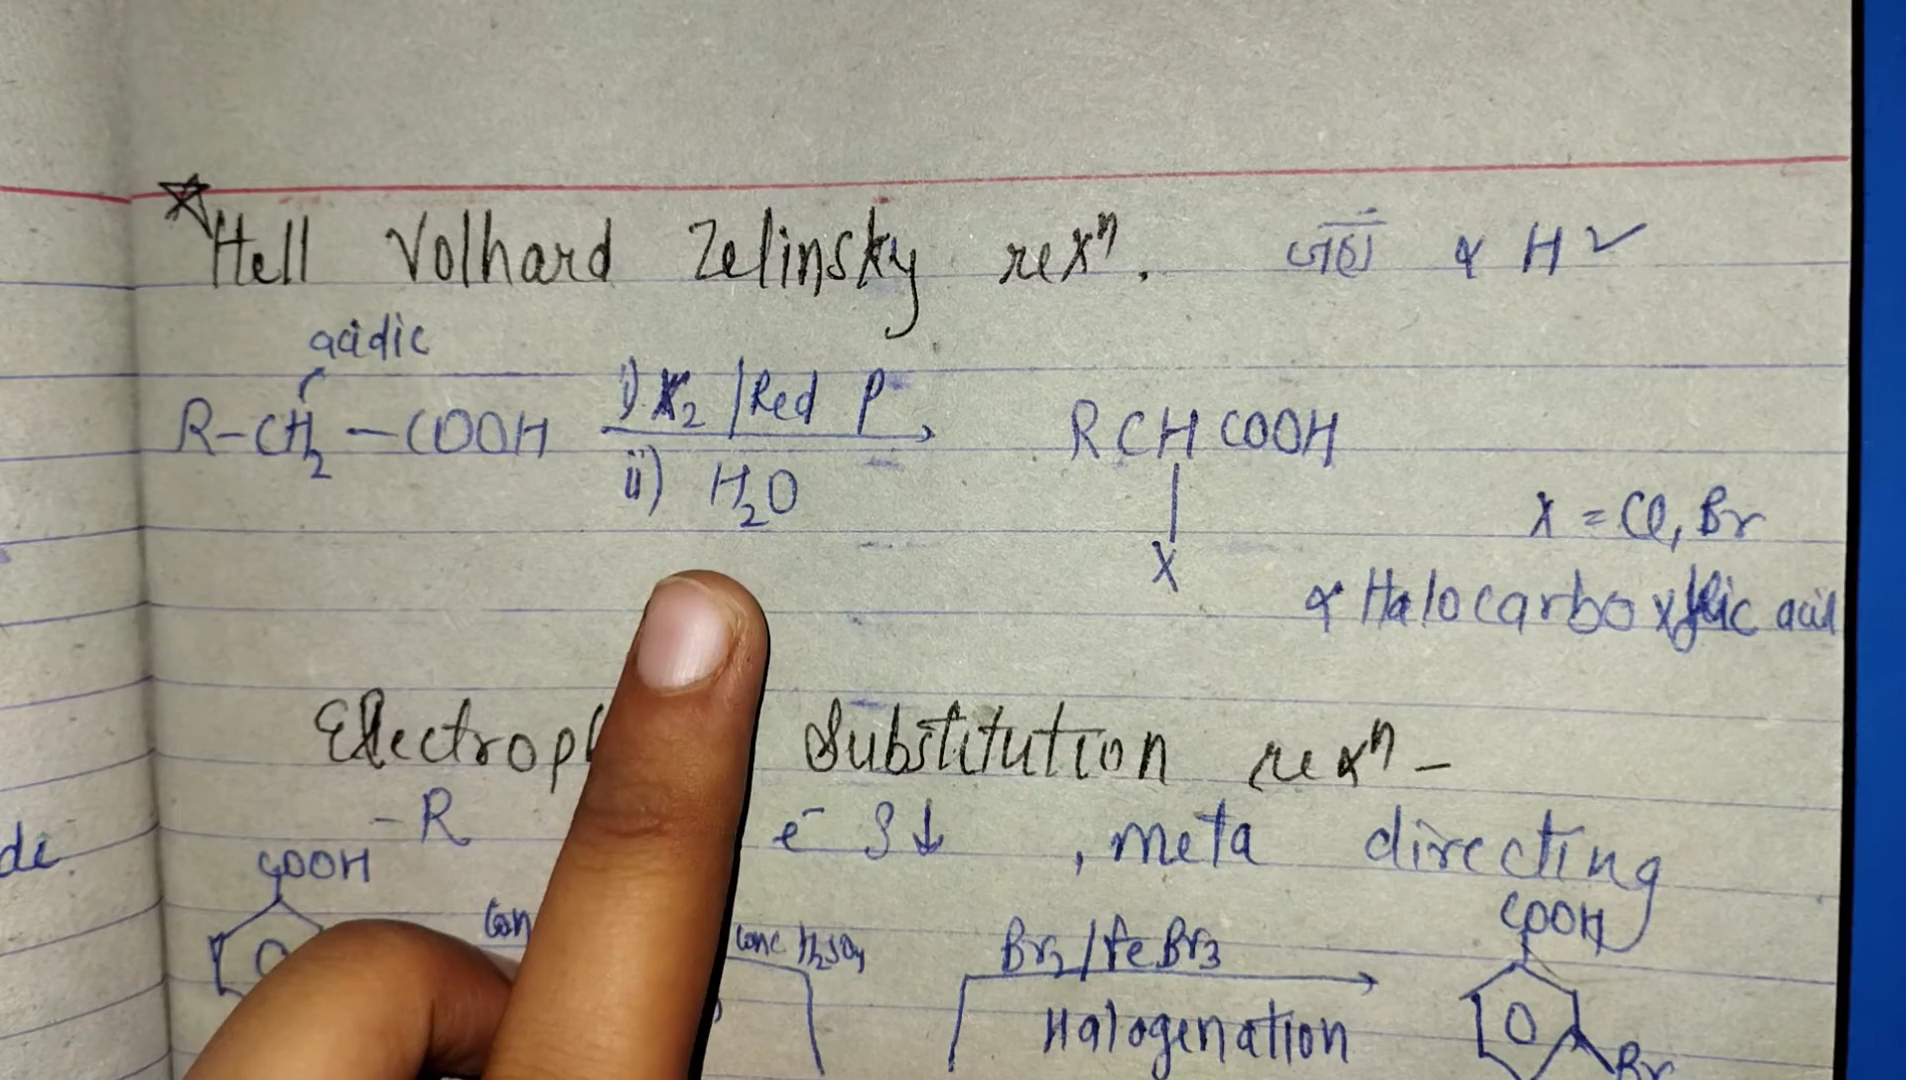 Hell Volhard Zelinsky rexⁿ. जहां α H ✓
acidic
R-CH₂-COOH i) X₂ / Red P → RCHCOOH
ii) H₂O
X
X = Cl, Br
α Halocarboxylic acid
Substitution rexⁿ -
-R e⁻ S↓ , meta directing
de
COOH COOH
conc H₂SO₄ Br₂/FeBr₃
Halogenation
Br